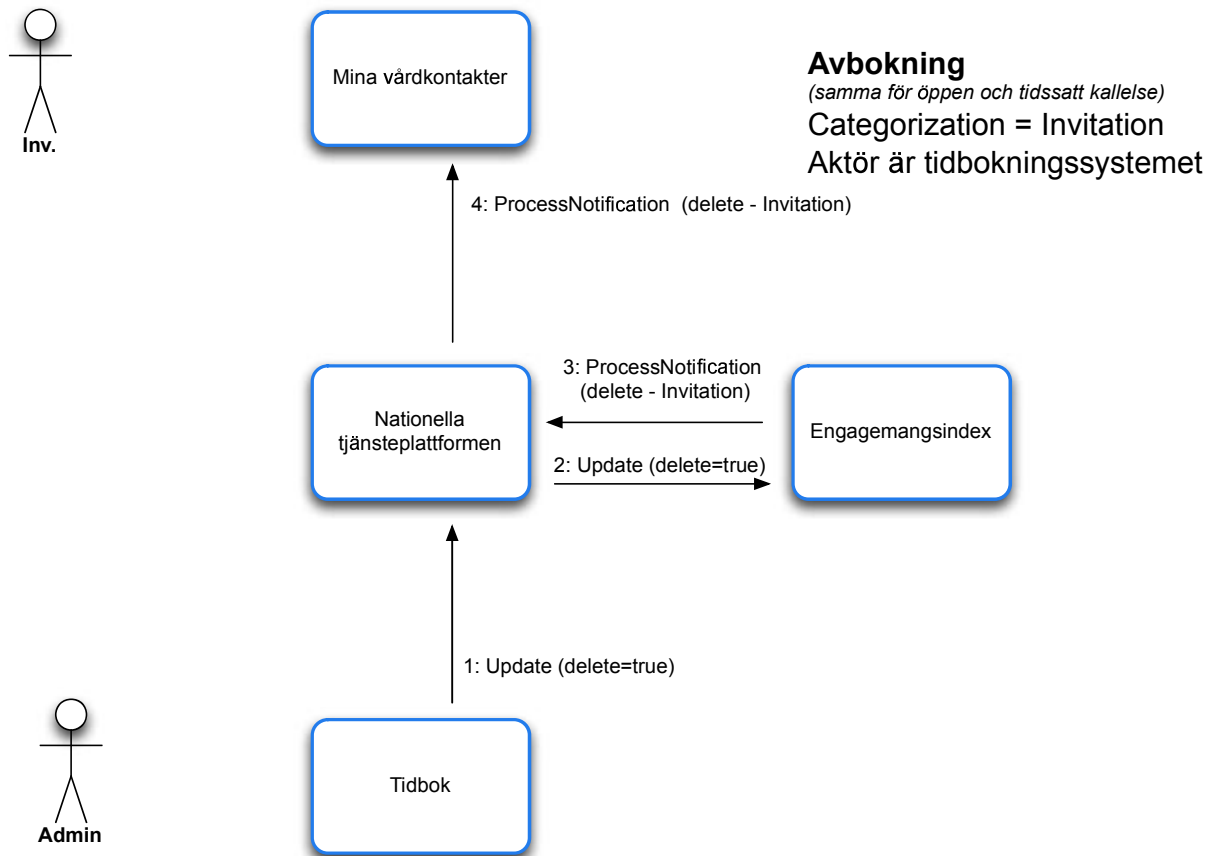 Inv.
Mina vårdkontakter
Avbokning
(samma för öppen och tidssatt kallelse)
Categorization = Invitation
Aktör är tidbokningssystemet
4: ProcessNotification (delete - Invitation)
Nationella
tjänsteplattformen
3: ProcessNotification
(delete - Invitation)
2: Update (delete=true)
Engagemangsindex
1: Update (delete=true)
Tidbok
Admin